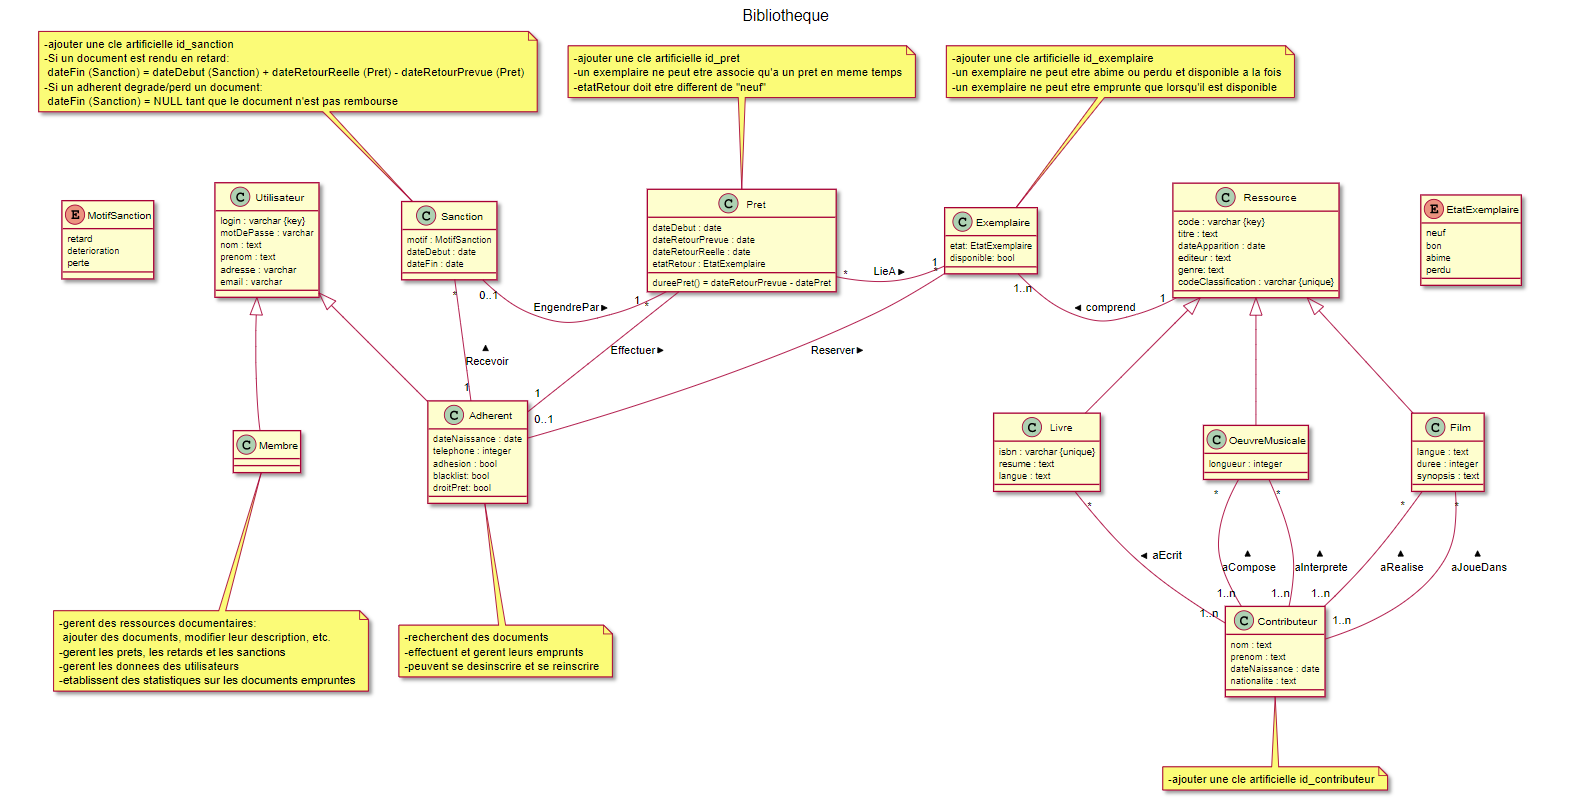 Bibliotheque
-ajouter une cle artificielle id_sanction
-Si un document est rendu en retard:
dateFin (Sanction) = dateDebut (Sanction) + dateRetourReelle (Pret) - dateRetourPrevue (Pret)
-Si un adherent degrade/perd un document:
dateFin (Sanction) = NULL tant que le document n'est pas rembourse
-ajouter une cle artificielle id_pret
-un exemplaire ne peut etre associe qu'a un pret en meme temps
-etatRetour doit etre different de "neuf"
-ajouter une cle artificielle id_exemplaire
-un exemplaire ne peut etre abime ou perdu et disponible a la fois
-un exemplaire ne peut etre emprunte que lorsqu'il est disponible
E MotifSanction
retard
deterioration
perte
C Utilisateur
login : varchar {key}
motDePasse : varchar
nom : text
prenom : text
adresse : varchar
email : varchar
C Sanction
motif : MotifSanction
dateDebut : date
dateFin : date
C Pret
dateDebut : date
dateRetourPrevue : date
dateRetourReelle : date
etatRetour : EtatExemplaire
dureePret() = dateRetourPrevue - datePret
C Exemplaire
etat: EtatExemplaire
disponible: bool
C Ressource
code : varchar {key}
titre : text
dateApparition : date
editeur : text
genre: text
codeClassification : varchar {unique}
E EtatExemplaire
neuf
bon
abime
perdu
*
LieA
1
*
0..1
EngendrePar
1
*
1..n
comprend
1
*
Recevoir
1
Effectuer
1
Reserver
0..1
C Membre
C Adherent
dateNaissance : date
telephone : integer
adhesion : bool
blacklist: bool
droitPret: bool
C Livre
isbn : varchar {unique}
resume : text
langue : text
C OeuvreMusicale
longueur : integer
C Film
langue : text
duree : integer
synopsis : text
*
*
*
*
*
aEcrit
aCompose
aInterprete
aRealise
aJoueDans
1..n
1..n
1..n
1..n
1..n
C Contributeur
nom : text
prenom : text
dateNaissance : date
nationalite : text
-gerent des ressources documentaires:
ajouter des documents, modifier leur description, etc.
-gerent les prets, les retards et les sanctions
-gerent les donnees des utilisateurs
-etablissent des statistiques sur les documents empruntes
-recherchent des documents
-effectuent et gerent leurs emprunts
-peuvent se desinscrire et se reinscrire
-ajouter une cle artificielle id_contributeur